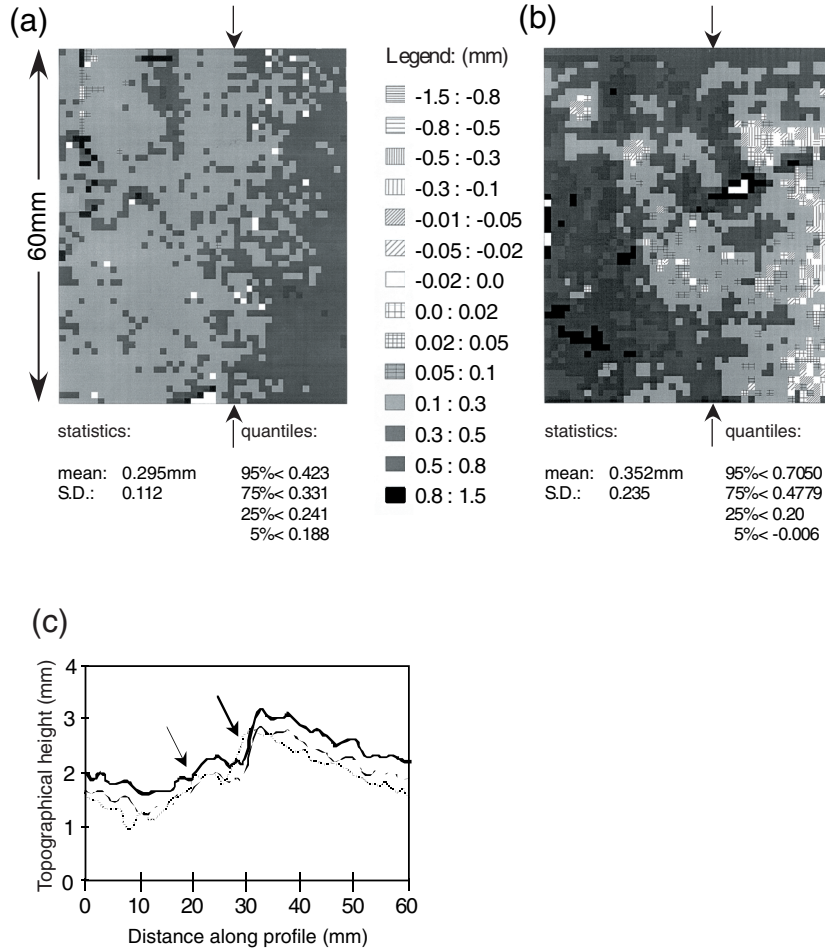 (a)
60mm
statistics:
mean: 0.295mm
S.D.: 0.112
quantiles:
95%< 0.423
75%< 0.331
25%< 0.241
5%< 0.188
Legend: (mm)
-1.5 : -0.8
-0.8 : -0.5
-0.5 : -0.3
-0.3 : -0.1
-0.01 : -0.05
-0.05 : -0.02
-0.02 : 0.0
0.0 : 0.02
0.02 : 0.05
0.05 : 0.1
0.1 : 0.3
0.3 : 0.5
0.5 : 0.8
0.8 : 1.5
(b)
statistics:
mean: 0.352mm
S.D.: 0.235
quantiles:
95%< 0.7050
75%< 0.4779
25%< 0.20
5%< -0.006
(c)
Topographical height (mm)
4
3
2
1
0
0 10 20 30 40 50 60
Distance along profile (mm)